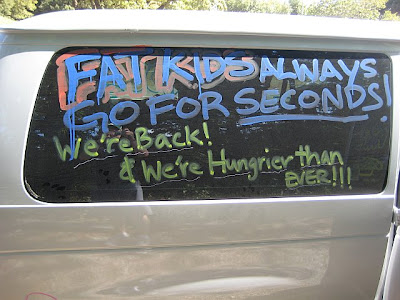 FAT KIDS ALWAYS
GO FOR SECONDS!
We're Back!
& We're Hungrier than
EVER!!!